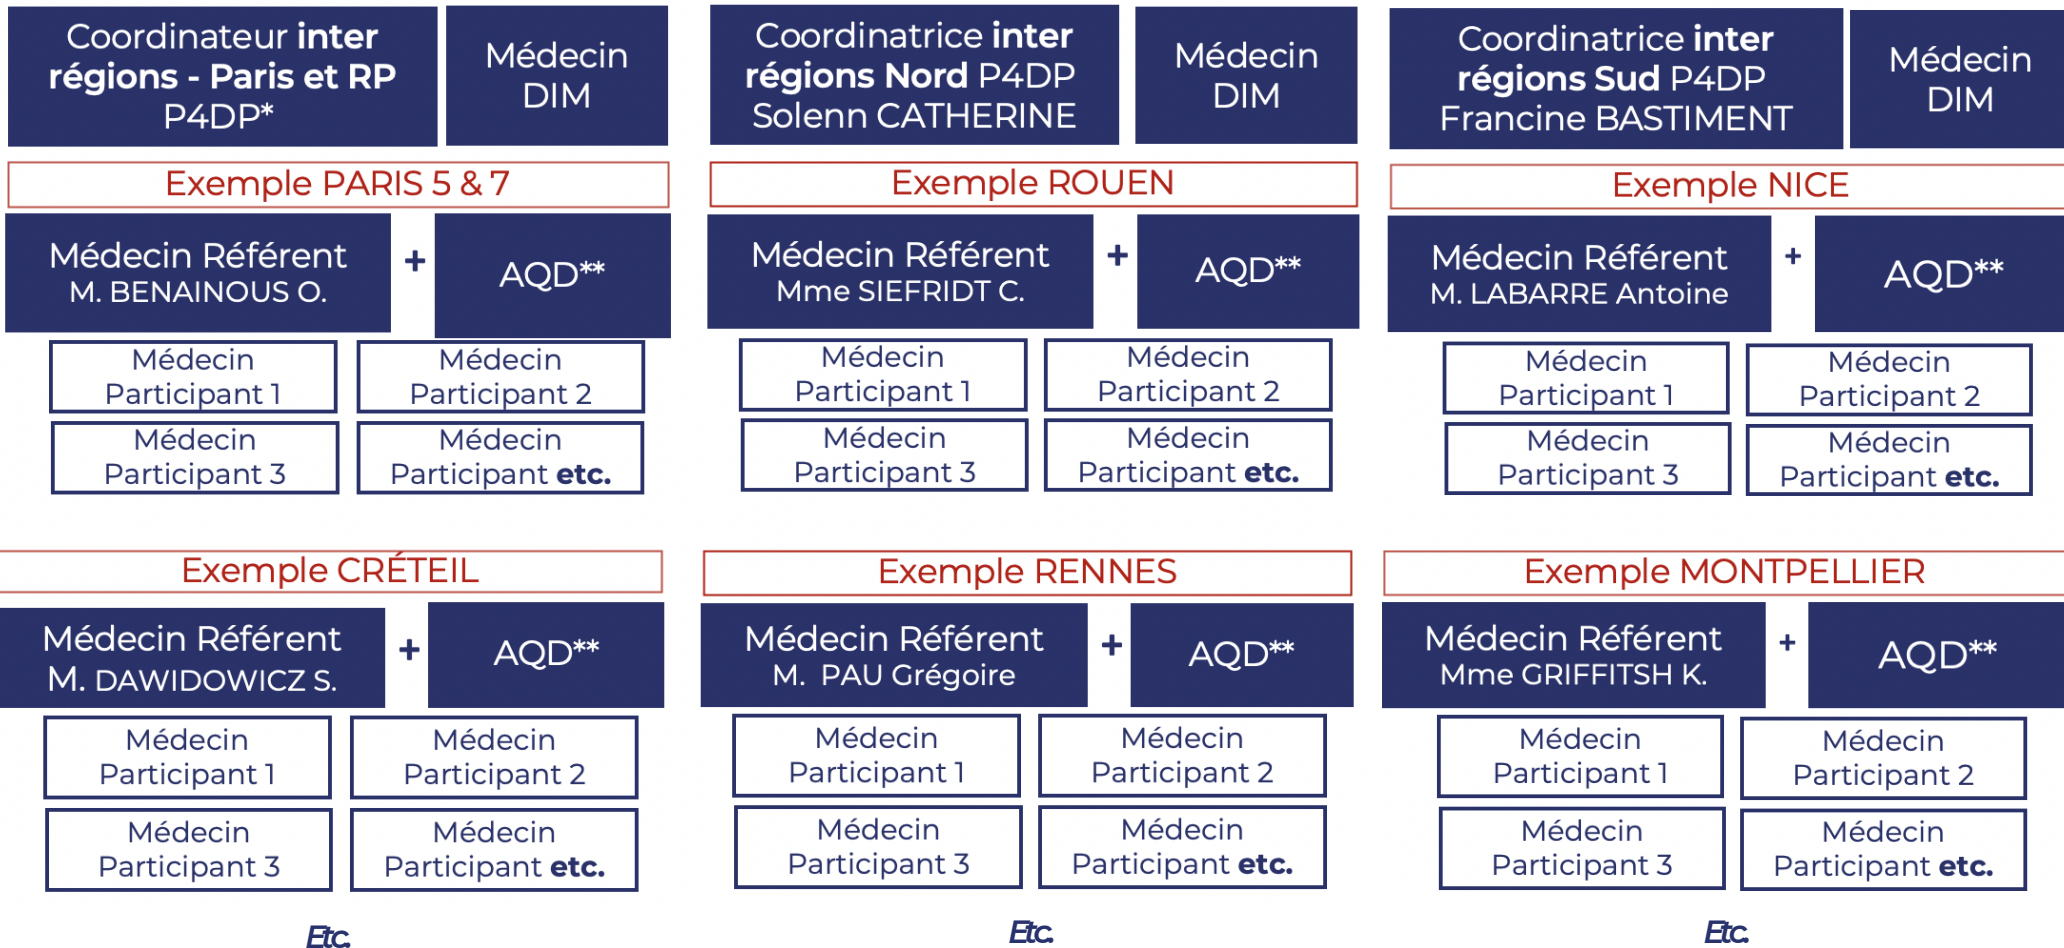 Coordinateur inter
régions - Paris et RP
P4DP*
Médecin
DIM
Exemple PARIS 5 & 7
Médecin Référent
M. BENAINOUS O.
+
AQD**
Médecin
Participant 1
Médecin
Participant 2
Médecin
Participant 3
Médecin
Participant etc.
Exemple CRÉTEIL
Médecin Référent
M. DAWIDOWICZ S.
+
AQD**
Médecin
Participant 1
Médecin
Participant 2
Médecin
Participant 3
Médecin
Participant etc.
Etc.
Coordinatrice inter
régions Nord P4DP
Solenn CATHERINE
Médecin
DIM
Exemple ROUEN
Médecin Référent
Mme SIEFRIDT C.
+
AQD**
Médecin
Participant 1
Médecin
Participant 2
Médecin
Participant 3
Médecin
Participant etc.
Exemple RENNES
Médecin Référent
M. PAU Grégoire
+
AQD**
Médecin
Participant 1
Médecin
Participant 2
Médecin
Participant 3
Médecin
Participant etc.
Etc.
Coordinatrice inter
régions Sud P4DP
Francine BASTIMENT
Médecin
DIM
Exemple NICE
Médecin Référent
M. LABARRE Antoine
+
AQD**
Médecin
Participant 1
Médecin
Participant 2
Médecin
Participant 3
Médecin
Participant etc.
Exemple MONTPELLIER
Médecin Référent
Mme GRIFFITSH K.
+
AQD**
Médecin
Participant 1
Médecin
Participant 2
Médecin
Participant 3
Médecin
Participant etc.
Etc.